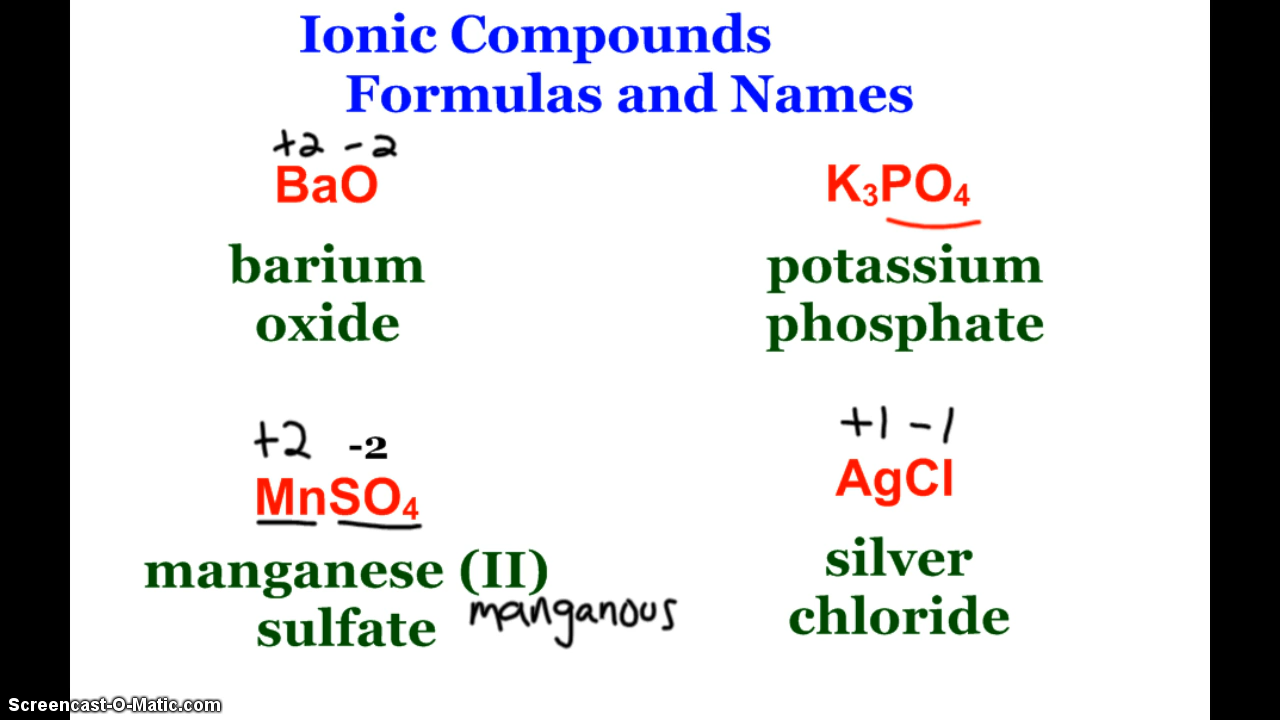 Ionic Compounds
Formulas and Names
+2 -2
BaO
barium
oxide
K₃PO₄
potassium
phosphate
+2 -2
MnSO₄
manganese (II)
sulfate manganous
+1 -1
AgCl
silver
chloride
Screencast-O-Matic.com